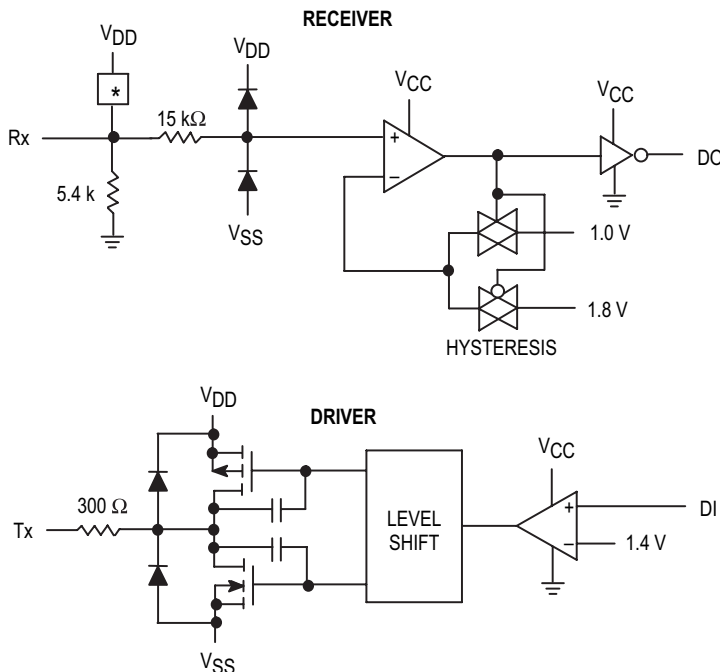 RECEIVER
VDD
*
Rx
5.4 k
15 kΩ
VDD
VSS
VCC
+
−
VCC
DO
1.0 V
1.8 V
HYSTERESIS
DRIVER
VDD
Tx
300 Ω
VSS
LEVEL
SHIFT
VCC
+
−
DI
1.4 V